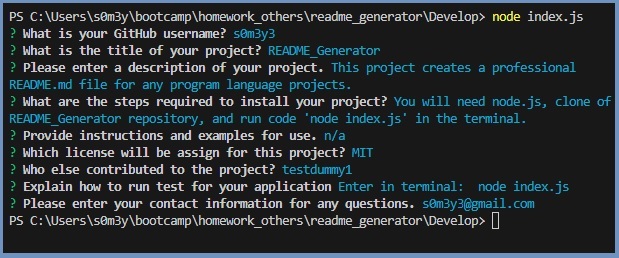 PS C:\Users\s0m3y\bootcamp\homework_others\readme_generator\Develop> node index.js
? What is your GitHub username? s0m3y3
? What is the title of your project? README_Generator
? Please enter a description of your project. This project creates a professional
README.md file for any program language projects.
? What are the steps required to install your project? You will need node.js, clone of
README_Generator repository, and run code 'node index.js' in the terminal.
? Provide instructions and examples for use. n/a
? Which license will be assign for this project? MIT
? Who else contributed to the project? testdummy1
? Explain how to run test for your application Enter in terminal:  node index.js
? Please enter your contact information for any questions. s0m3y3@gmail.com
PS C:\Users\s0m3y\bootcamp\homework_others\readme_generator\Develop>